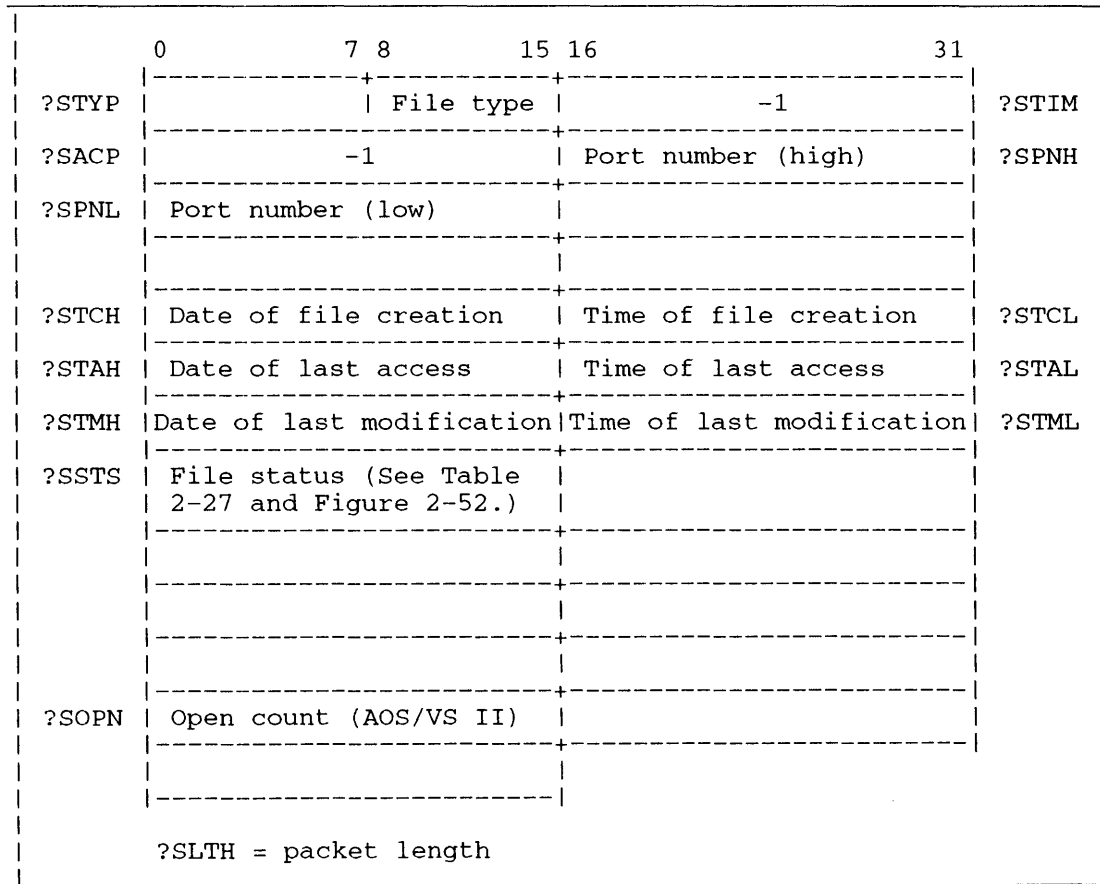 0 7 8 15 16 31
?STYP File type -1 ?STIM
?SACP -1 Port number (high) ?SPNH
?SPNL Port number (low)
?STCH Date of file creation Time of file creation ?STCL
?STAH Date of last access Time of last access ?STAL
?STMH Date of last modification Time of last modification ?STML
?SSTS File status (See Table
2-27 and Figure 2-52.)
?SOPN Open count (AOS/VS II)
?SLTH = packet length